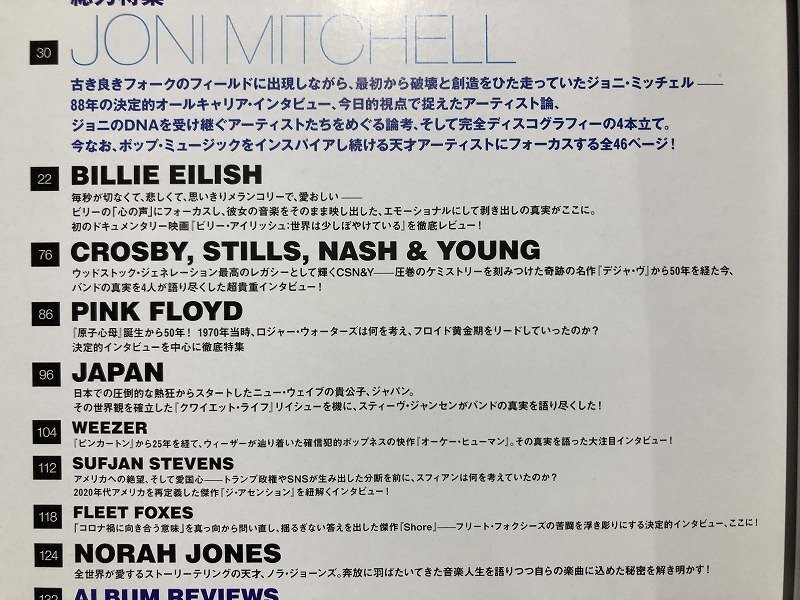 総力特集
30 JONI MITCHELL
古き良きフォークのフィールドに出現しながら、最初から破壊と創造をひた走っていたジョニ・ミッチェル——
88年の決定的オールキャリア・インタビュー、今日的視点で捉えたアーティスト論、
ジョニのDNAを受け継ぐアーティストたちをめぐる論考、そして完全ディスコグラフィーの4本立て。
今なお、ポップ・ミュージックをインスパイアし続ける天才アーティストにフォーカスする全46ページ！
22 BILLIE EILISH
毎秒が切なくて、悲しくて、思いきりメランコリーで、愛おしい——
ビリーの「心の声」にフォーカスし、彼女の音楽をそのまま映し出した、エモーショナルにして剥き出しの真実がここに。
初のドキュメンタリー映画『ビリー・アイリッシュ：世界は少しぼやけている』を徹底レビュー！
76 CROSBY, STILLS, NASH & YOUNG
ウッドストック・ジェネレーション最高のレガシーとして輝くCSN&Y——圧巻のケミストリーを刻みつけた奇跡の名作『デジャ・ヴ』から50年を経た今、
バンドの真実を4人が語り尽くした超貴重インタビュー！
86 PINK FLOYD
『原子心母』誕生から50年！ 1970年当時、ロジャー・ウォーターズは何を考え、フロイド黄金期をリードしていったのか？
決定的インタビューを中心に徹底特集
96 JAPAN
日本での圧倒的な熱狂からスタートしたニュー・ウェイブの貴公子、ジャパン。
その世界観を確立した『クワイエット・ライフ』リイシューを機に、スティーヴ・ジャンセンがバンドの真実を語り尽くした！
104 WEEZER
『ピンカートン』から25年を経て、ウィーザーが辿り着いた確信犯的ポップネスの快作『オーケー・ヒューマン』。その真実を語った大注目インタビュー！
112 SUFJAN STEVENS
アメリカへの絶望、そして愛国心——トランプ政権やSNSが生み出した分断を前に、スフィアンは何を考えていたのか？
2020年代アメリカを再定義した傑作『ジ・アセンション』を紐解くインタビュー！
118 FLEET FOXES
「コロナ禍に向き合う意味」を真っ向から問い直し、揺るぎない答えを出した傑作『Shore』——フリート・フォクシーズの苦闘を浮き彫りにする決定的インタビュー、ここに！
124 NORAH JONES
全世界が愛するストーリーテリングの天才、ノラ・ジョーンズ。奔放に羽ばたいてきた音楽人生を語りつつ自らの楽曲に込めた秘密を解き明かす！
132 ALBUM REVIEWS